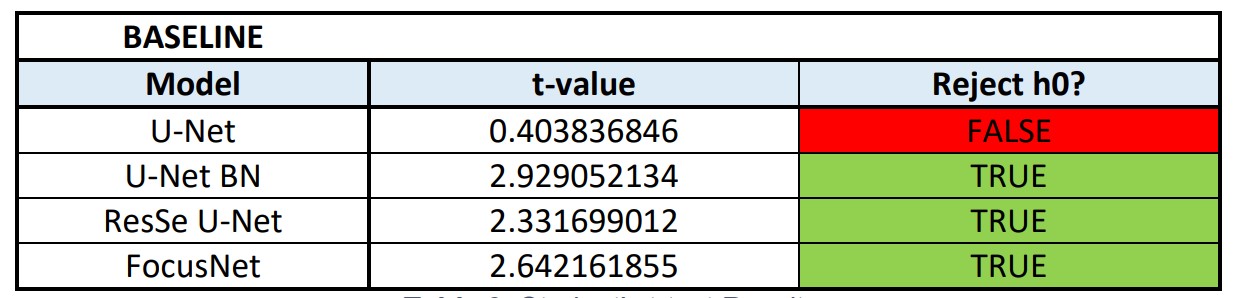 BASELINE
Model t-value Reject h0?
U-Net 0.403836846 FALSE
U-Net BN 2.929052134 TRUE
ResSe U-Net 2.331699012 TRUE
FocusNet 2.642161855 TRUE